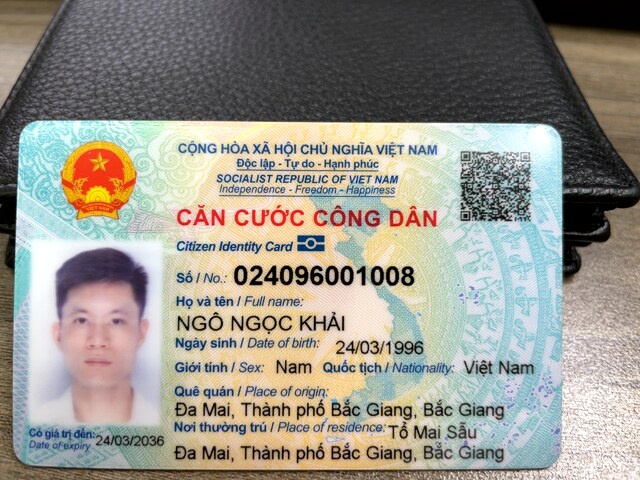 CỘNG HÒA XÃ HỘI CHỦ NGHĨA VIỆT NAM
Độc lập - Tự do - Hạnh phúc
SOCIALIST REPUBLIC OF VIET NAM
Independence - Freedom - Happiness
CĂN CƯỚC CÔNG DÂN
Citizen Identity Card
Số / No.: 024096001008
Họ và tên / Full name:
NGÔ NGỌC KHẢI
Ngày sinh / Date of birth: 24/03/1996
Giới tính / Sex: Nam Quốc tịch / Nationality: Việt Nam
Quê quán / Place of origin:
Đa Mai, Thành phố Bắc Giang, Bắc Giang
Nơi thường trú / Place of residence: Tổ Mai Sẫu
Đa Mai, Thành phố Bắc Giang, Bắc Giang
Có giá trị đến: 24/03/2036
Date of expiry